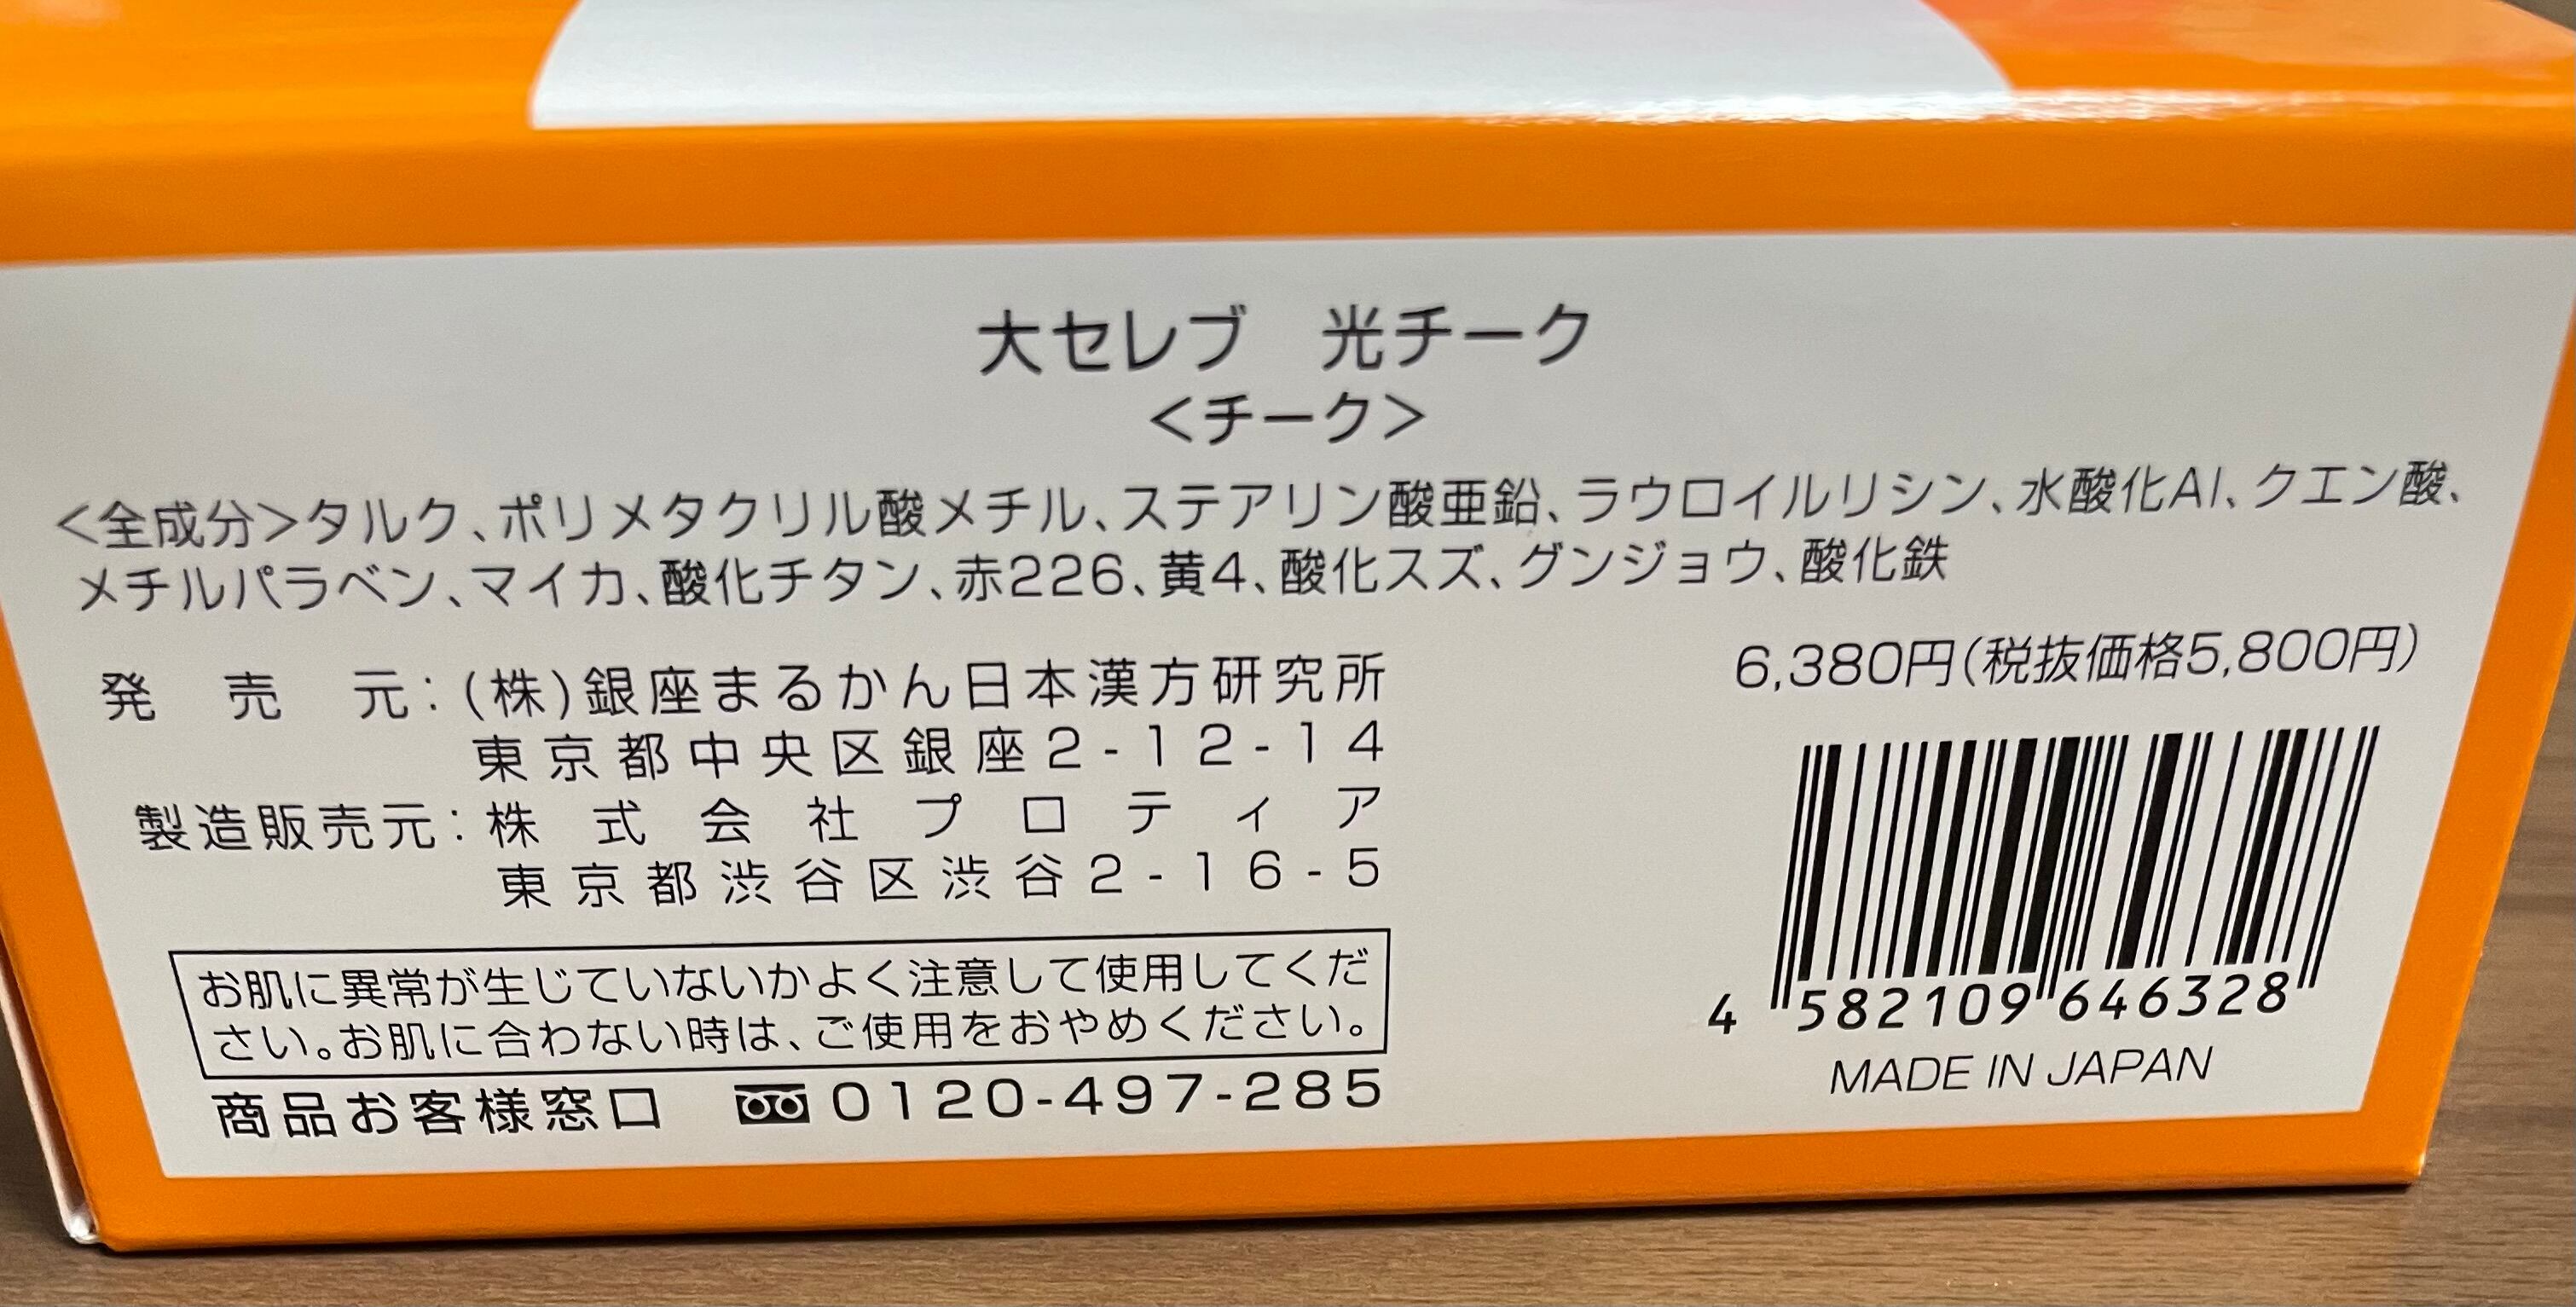 大セレブ　光チーク
<チーク>
<全成分>タルク、ポリメタクリル酸メチル、ステアリン酸亜鉛、ラウロイルリシン、水酸化Al、クエン酸、
メチルパラベン、マイカ、酸化チタン、赤226、黄4、酸化スズ、グンジョウ、酸化鉄
6,380円(税抜価格5,800円)
発売元:(株)銀座まるかん日本漢方研究所
東京都中央区銀座2-12-14
製造販売元:株式会社プロティア
東京都渋谷区渋谷2-16-5
お肌に異常が生じていないかよく注意して使用してくだ
さい。お肌に合わない時は、ご使用をおやめください。
商品お客様窓口　0120-497-285
4 582109 646328
MADE IN JAPAN